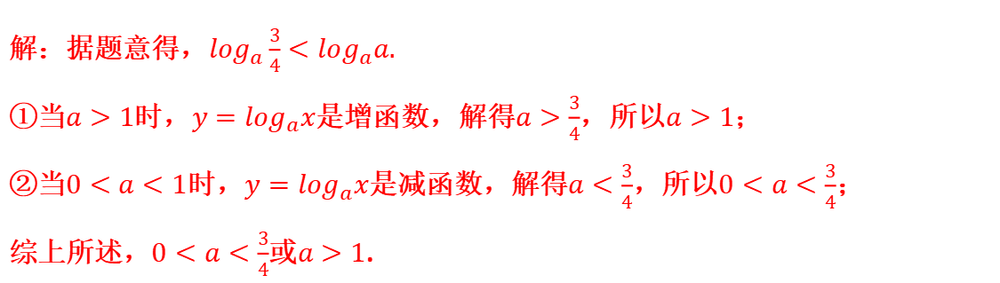 解：据题意得，$log_a \frac{3}{4} < log_a a$.
①当$a > 1$时，$y = log_a x$是增函数，解得$a > \frac{3}{4}$，所以$a > 1$；
②当$0 < a < 1$时，$y = log_a x$是减函数，解得$a < \frac{3}{4}$，所以$0 < a < \frac{3}{4}$；
综上所述，$0 < a < \frac{3}{4}$或$a > 1$.